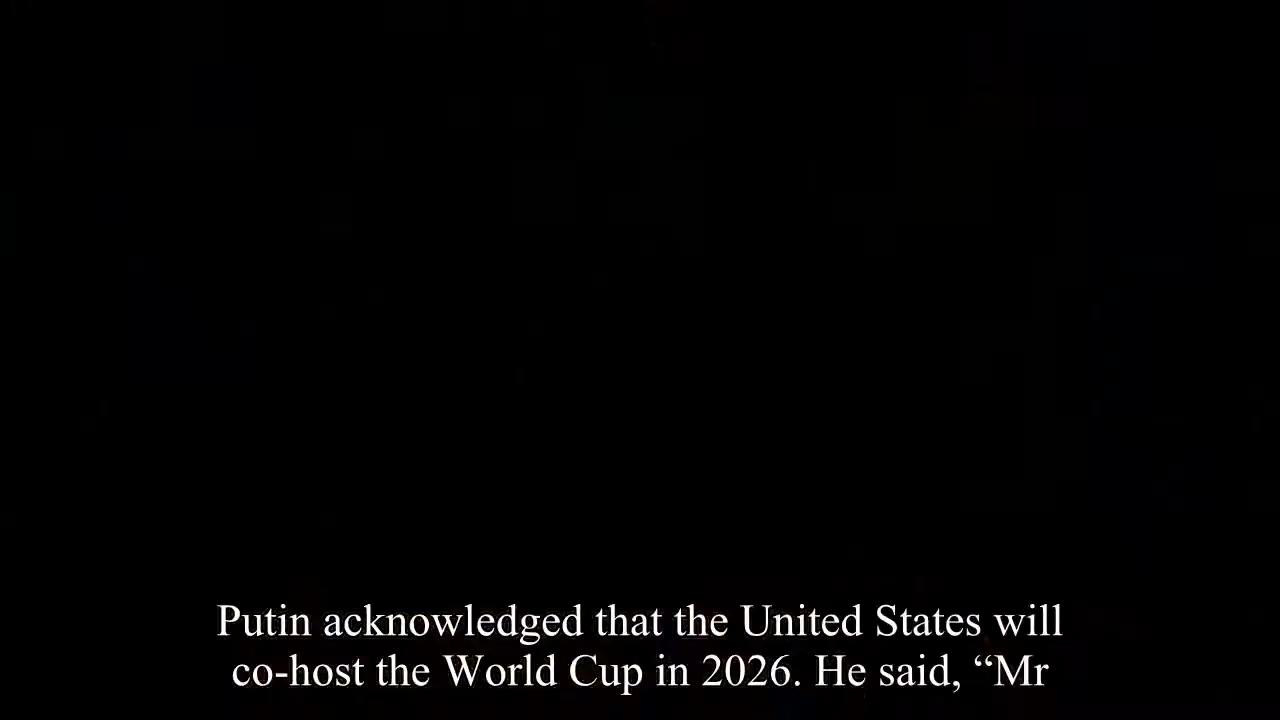 Putin acknowledged that the United States will
co-host the World Cup in 2026. He said, “Mr